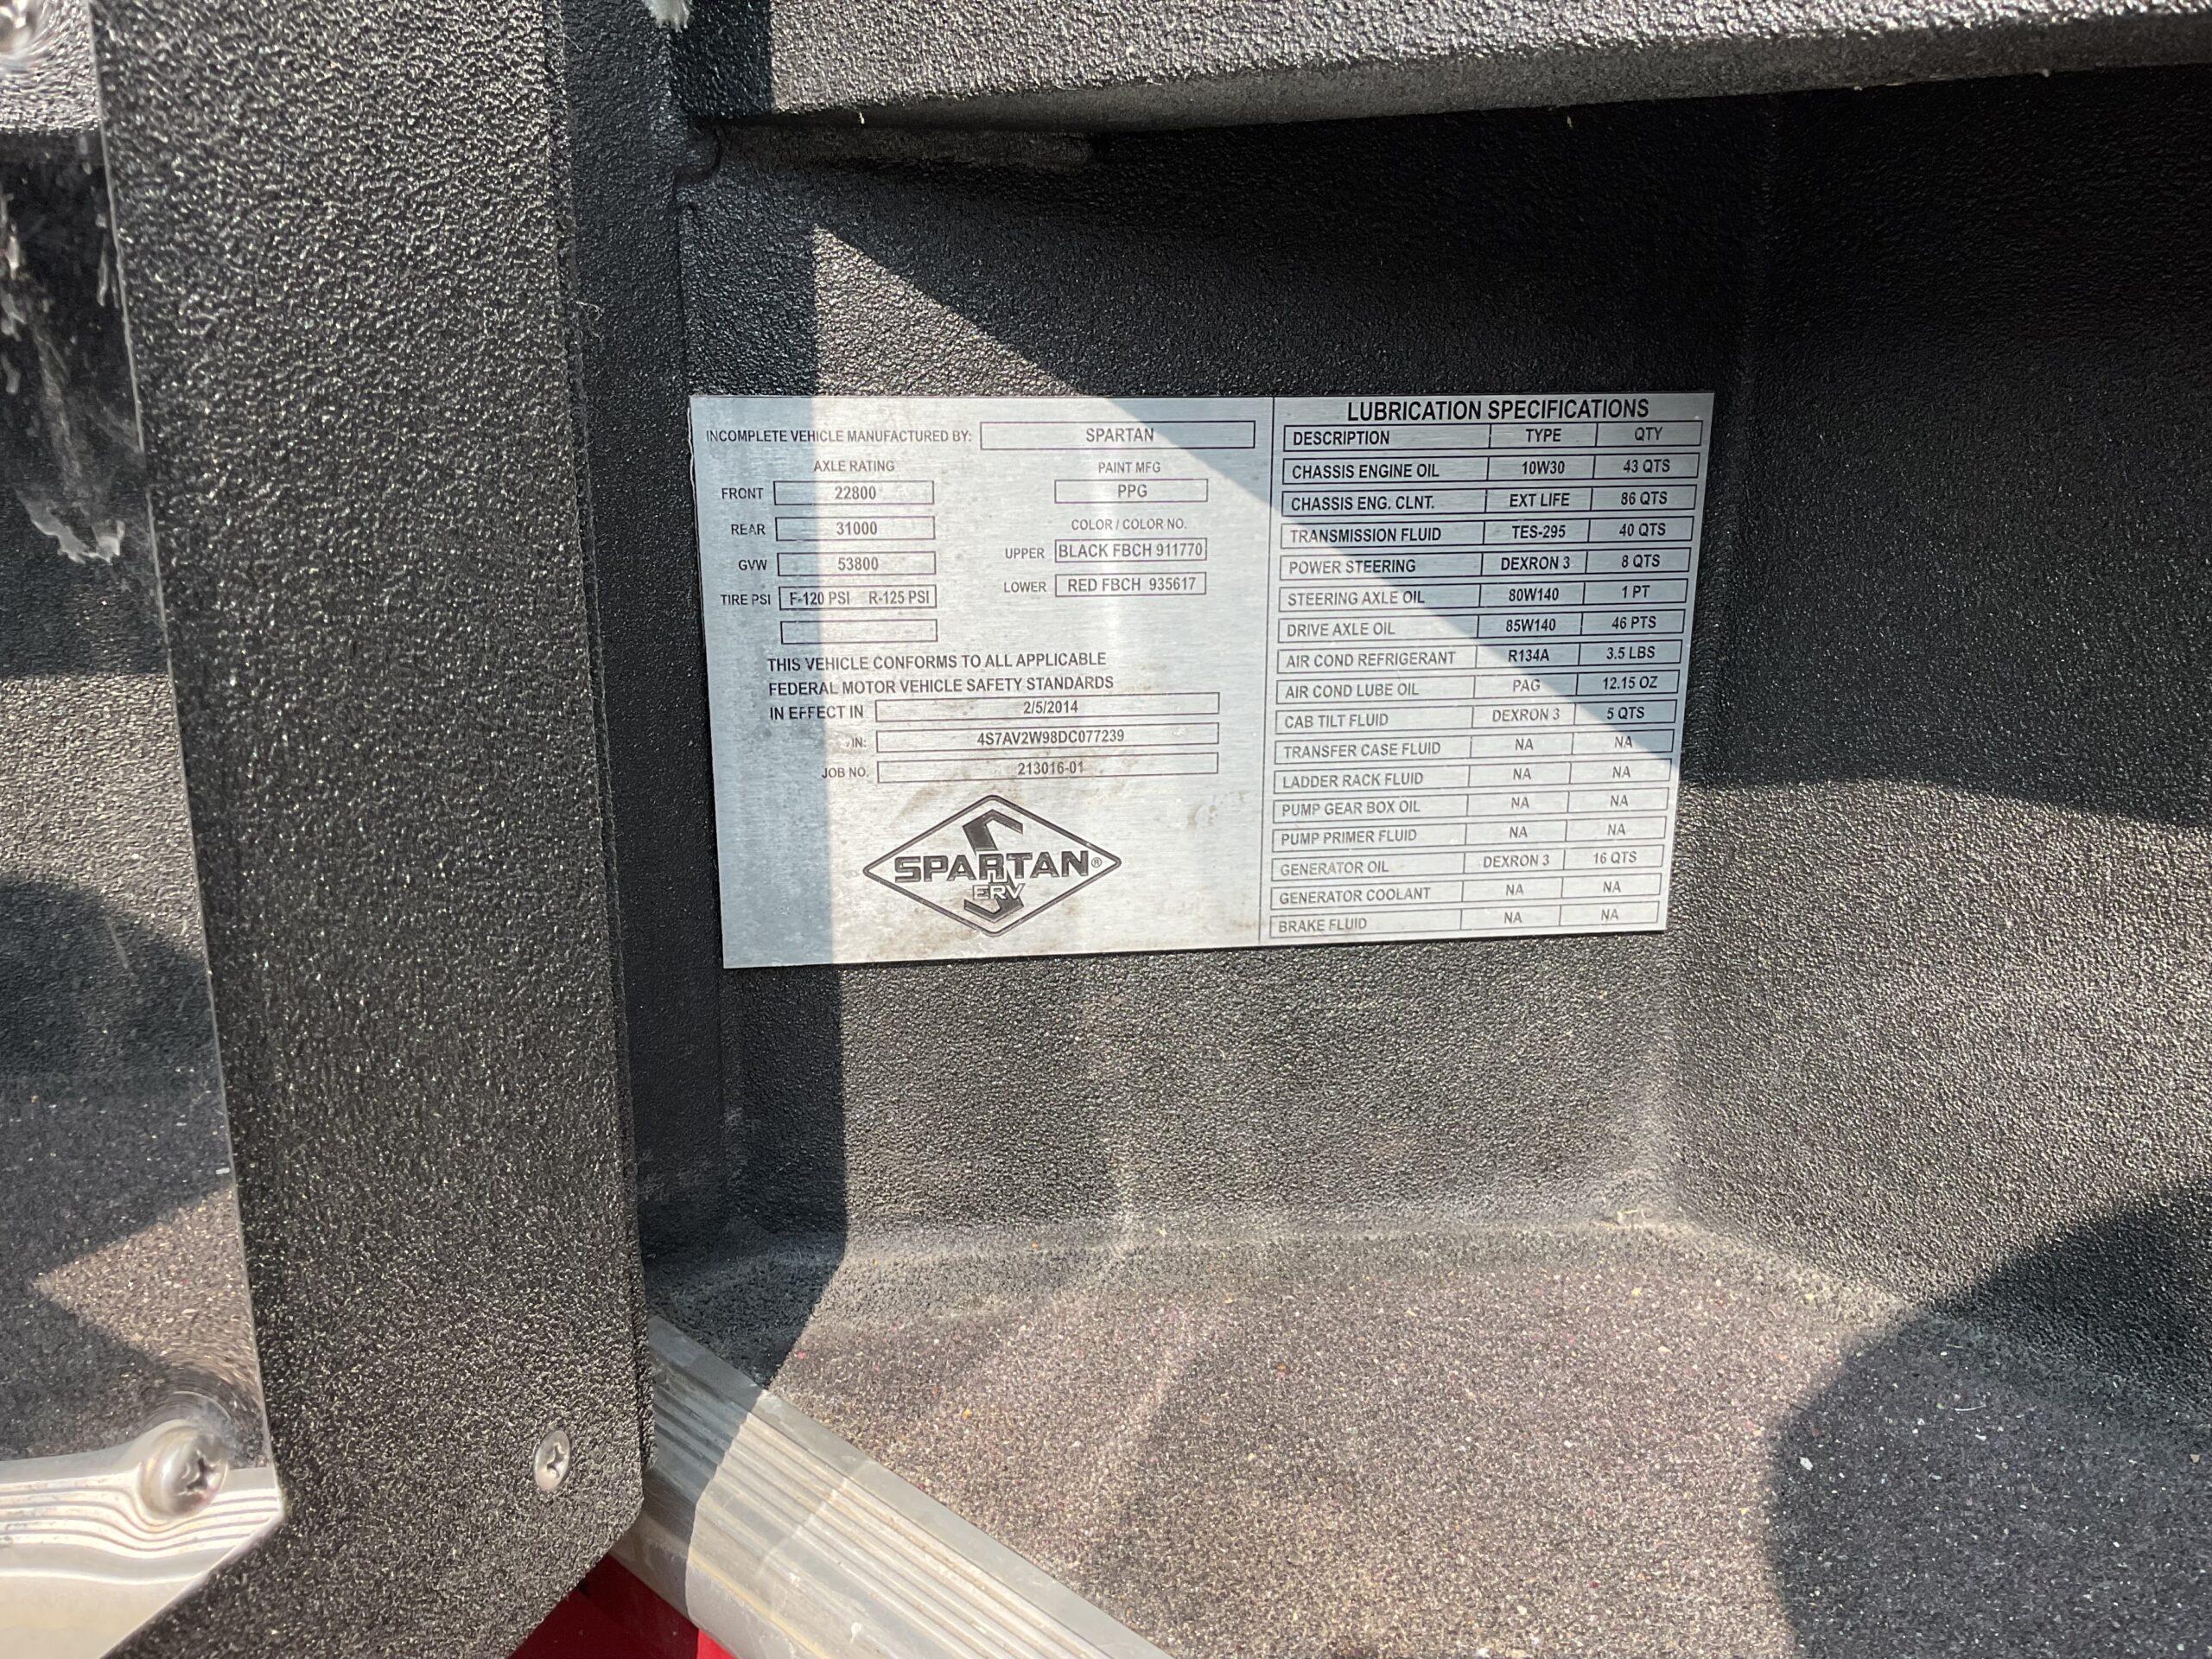 INCOMPLETE VEHICLE MANUFACTURED BY: SPARTAN
AXLE RATING
PAINT MFG
FRONT 22800
PPG
REAR 31000
COLOR / COLOR NO.
GVW 53800
UPPER BLACK FBCH 911770
TIRE PSI F-120 PSI R-125 PSI
LOWER RED FBCH 935617
THIS VEHICLE CONFORMS TO ALL APPLICABLE
FEDERAL MOTOR VEHICLE SAFETY STANDARDS
IN EFFECT IN 2/5/2014
VIN: 4S7AV2W98DC077239
JOB NO. 213016-01
SPARTAN®
ERV
LUBRICATION SPECIFICATIONS
DESCRIPTION TYPE QTY
CHASSIS ENGINE OIL 10W30 43 QTS
CHASSIS ENG. CLNT. EXT LIFE 86 QTS
TRANSMISSION FLUID TES-295 40 QTS
POWER STEERING DEXRON 3 8 QTS
STEERING AXLE OIL 80W140 1 PT
DRIVE AXLE OIL 85W140 46 PTS
AIR COND REFRIGERANT R134A 3.5 LBS
AIR COND LUBE OIL PAG 12.15 OZ
CAB TILT FLUID DEXRON 3 5 QTS
TRANSFER CASE FLUID NA NA
LADDER RACK FLUID NA NA
PUMP GEAR BOX OIL NA NA
PUMP PRIMER FLUID NA NA
GENERATOR OIL DEXRON 3 16 QTS
GENERATOR COOLANT NA NA
BRAKE FLUID NA NA